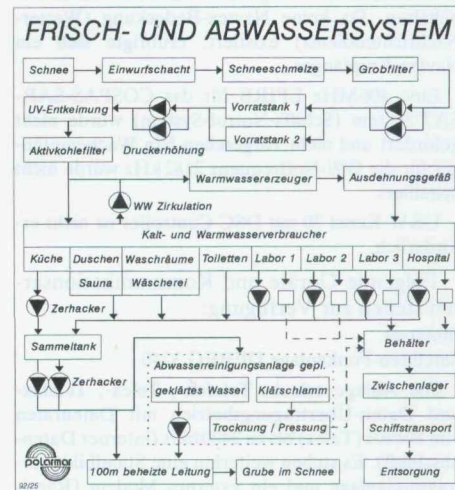 FRISCH- UND ABWASSERSYSTEM
Schnee
Einwurfschacht
Schneeschmelze
Grobfilter
UV-Entkeimung
Vorratstank 1
Aktivkohlefilter
Druckerhöhung
Vorratstank 2
Warmwassererzeuger
Ausdehnungsgefäß
WW Zirkulation
Kalt- und Warmwasserverbraucher
Küche Duschen Waschräume Toiletten Labor 1 Labor 2 Labor 3 Hospital
Sauna Wäscherei
Zerhacker
Sammeltank
Behälter
Zerhacker
Abwasserreinigungsanlage gepl.
geklärtes Wasser
Klärschlamm
Zwischenlager
Trocknung / Pressung
Schiffstransport
polarmar
100m beheizte Leitung
Grube im Schnee
Entsorgung
92/25